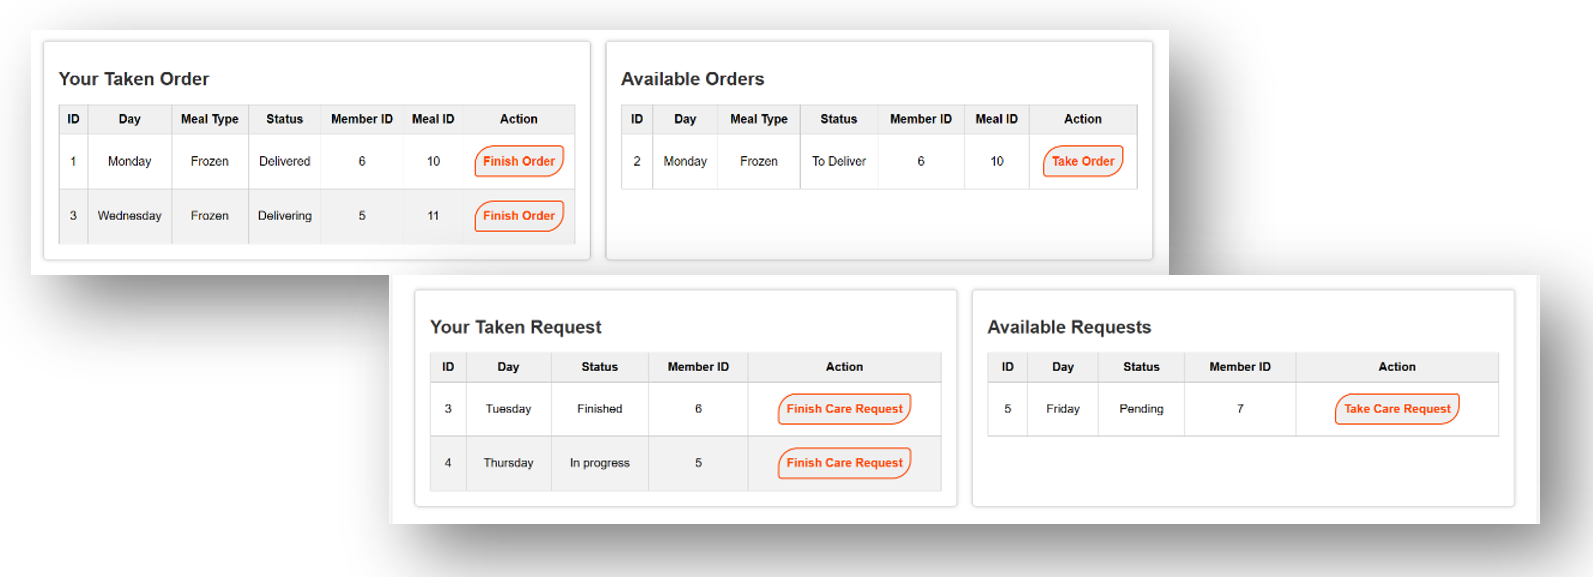 Your Taken Order
ID Day Meal Type Status Member ID Meal ID Action
1 Monday Frozen Delivered 6 10 Finish Order
3 Wednesday Frozen Delivering 5 11 Finish Order
Available Orders
ID Day Meal Type Status Member ID Meal ID Action
2 Monday Frozen To Deliver 6 10 Take Order
Your Taken Request
ID Day Status Member ID Action
3 Tuesday Finished 6 Finish Care Request
4 Thursday In progress 5 Finish Care Request
Available Requests
ID Day Status Member ID Action
5 Friday Pending 7 Take Care Request